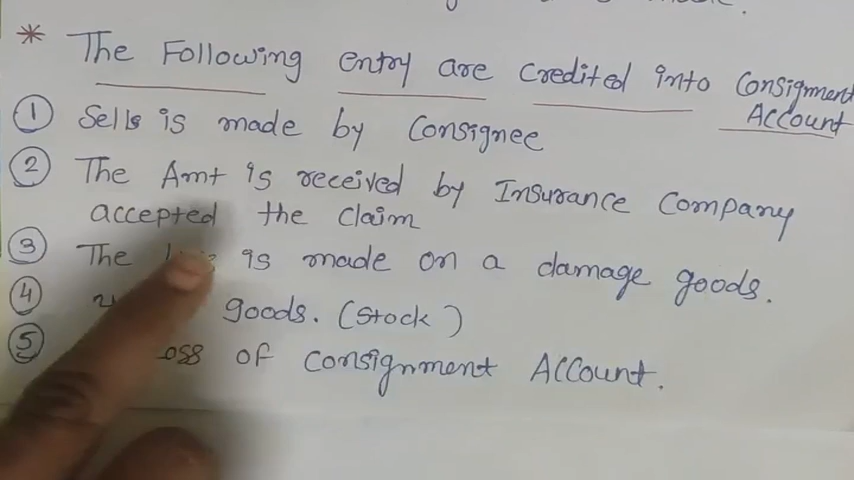 * The Following entry are credited into Consignment
Account
① Sells is made by Consignee
② The Amt is received by Insurance Company
accepted the claim
③ The is made on a damage goods.
④ goods. (Stock)
⑤ of Consignment Account.